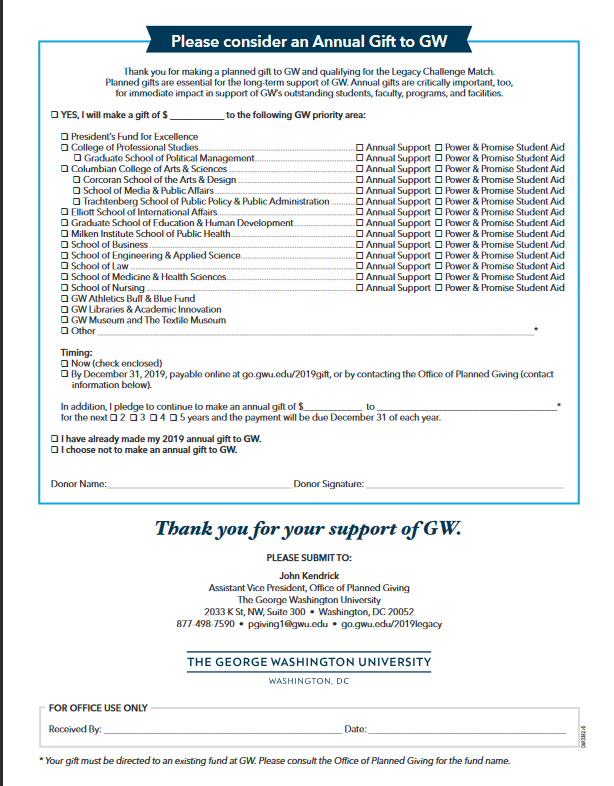 Please consider an Annual Gift to GW
Thank you for making a planned gift to GW and qualifying for the Legacy Challenge Match.
Planned gifts are essential for the long-term support of GW. Annual gifts are critically important, too,
for immediate impact in support of GW's outstanding students, faculty, programs, and facilities.
❑ YES, I will make a gift of $ ___________ to the following GW priority area:
❑ President's Fund for Excellence
❑ College of Professional Studies ❑ Annual Support ❑ Power & Promise Student Aid
❑ Graduate School of Political Management ❑ Annual Support ❑ Power & Promise Student Aid
❑ Columbian College of Arts & Sciences ❑ Annual Support ❑ Power & Promise Student Aid
❑ Corcoran School of the Arts & Design ❑ Annual Support ❑ Power & Promise Student Aid
❑ School of Media & Public Affairs ❑ Annual Support ❑ Power & Promise Student Aid
❑ Trachtenberg School of Public Policy & Public Administration ❑ Annual Support ❑ Power & Promise Student Aid
❑ Elliott School of International Affairs ❑ Annual Support ❑ Power & Promise Student Aid
❑ Graduate School of Education & Human Development ❑ Annual Support ❑ Power & Promise Student Aid
❑ Milken Institute School of Public Health ❑ Annual Support ❑ Power & Promise Student Aid
❑ School of Business ❑ Annual Support ❑ Power & Promise Student Aid
❑ School of Engineering & Applied Science ❑ Annual Support ❑ Power & Promise Student Aid
❑ School of Law ❑ Annual Support ❑ Power & Promise Student Aid
❑ School of Medicine & Health Sciences ❑ Annual Support ❑ Power & Promise Student Aid
❑ School of Nursing ❑ Annual Support ❑ Power & Promise Student Aid
❑ GW Athletics Buff & Blue Fund
❑ GW Libraries & Academic Innovation
❑ GW Museum and The Textile Museum
❑ Other ___________ *
Timing:
❑ Now (check enclosed)
❑ By December 31, 2019, payable online at go.gwu.edu/2019gift, or by contacting the Office of Planned Giving (contact
information below).
In addition, I pledge to continue to make an annual gift of $___________ to ___________ *
for the next ❑ 2 ❑ 3 ❑ 4 ❑ 5 years and the payment will be due December 31 of each year.
❑ I have already made my 2019 annual gift to GW.
❑ I choose not to make an annual gift to GW.
Donor Name: ___________ Donor Signature: ___________
Thank you for your support of GW.
PLEASE SUBMIT TO:
John Kendrick
Assistant Vice President, Office of Planned Giving
The George Washington University
2033 K St, NW, Suite 300 • Washington, DC 20052
877-498-7590 • pgiving1@gwu.edu • go.gwu.edu/2019legacy
THE GEORGE WASHINGTON UNIVERSITY
WASHINGTON, DC
FOR OFFICE USE ONLY
Received By: ___________ Date: ___________
* Your gift must be directed to an existing fund at GW. Please consult the Office of Planned Giving for the fund name.